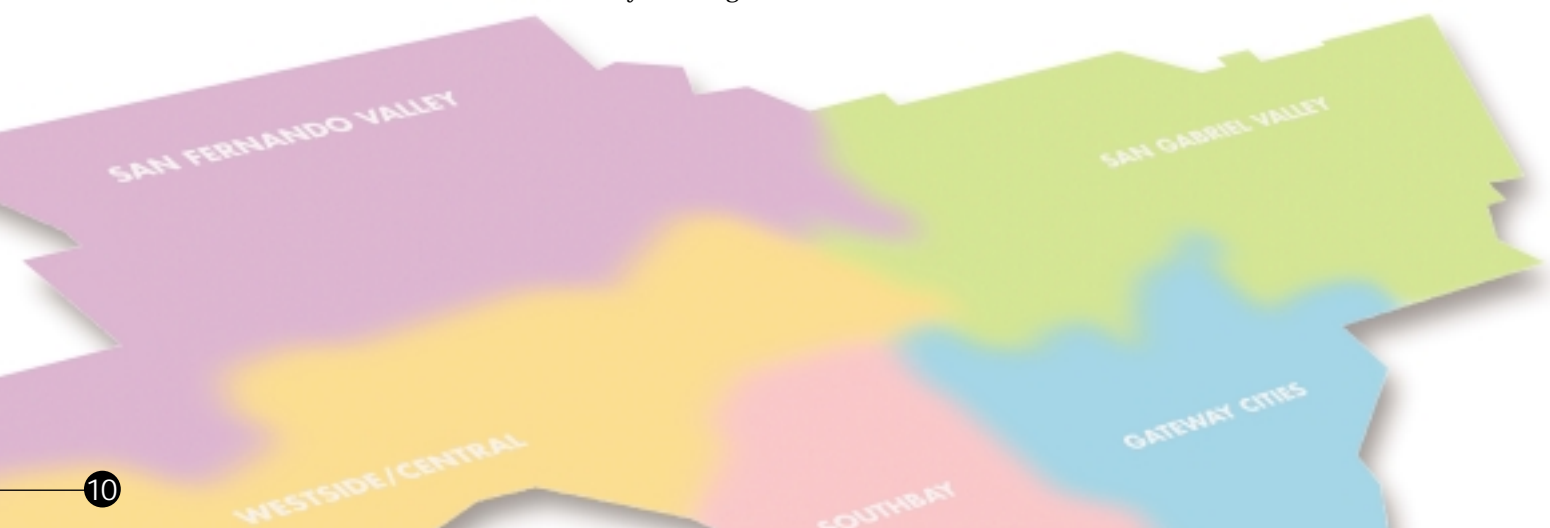 SAN FERNANDO VALLEY
SAN GABRIEL VALLEY
GATEWAY CITIES
WESTSIDE/CENTRAL
SOUTHBAY
10